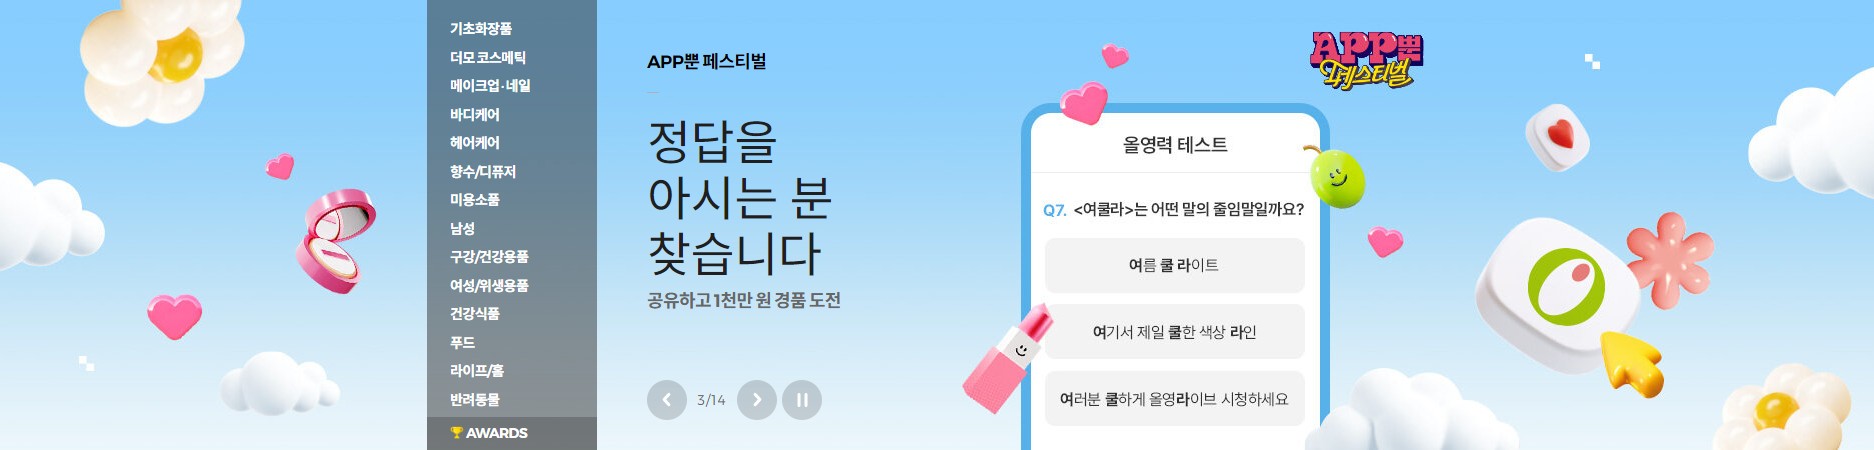 기초화장품
더모 코스메틱
메이크업·네일
바디케어
헤어케어
향수/디퓨저
미용소품
남성
구강/건강용품
여성/위생용품
건강식품
푸드
라이프/홈
반려동물
AWARDS
APP뿐 페스티벌
정답을
아시는 분
찾습니다
공유하고 1천만 원 경품 도전
3/14
APP뿐
페스티벌
올영력 테스트
Q7. <여쿨라>는 어떤 말의 줄임말일까요?
여름 쿨 라이트
여기서 제일 쿨한 색상 라인
여러분 쿨하게 올영라이브 시청하세요